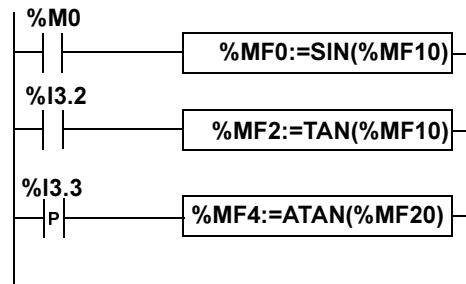 %M0
%MF0:=SIN(%MF10)
%I3.2
%MF2:=TAN(%MF10)
%I3.3
P
%MF4:=ATAN(%MF20)